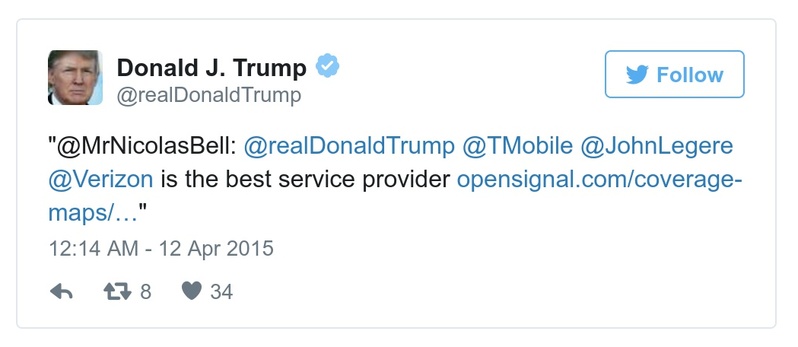 Donald J. Trump
@realDonaldTrump
Follow
"@MrNicolasBell: @realDonaldTrump @TMobile @JohnLegere
@Verizon is the best service provider opensignal.com/coverage-
maps/…"
12:14 AM - 12 Apr 2015
8 34